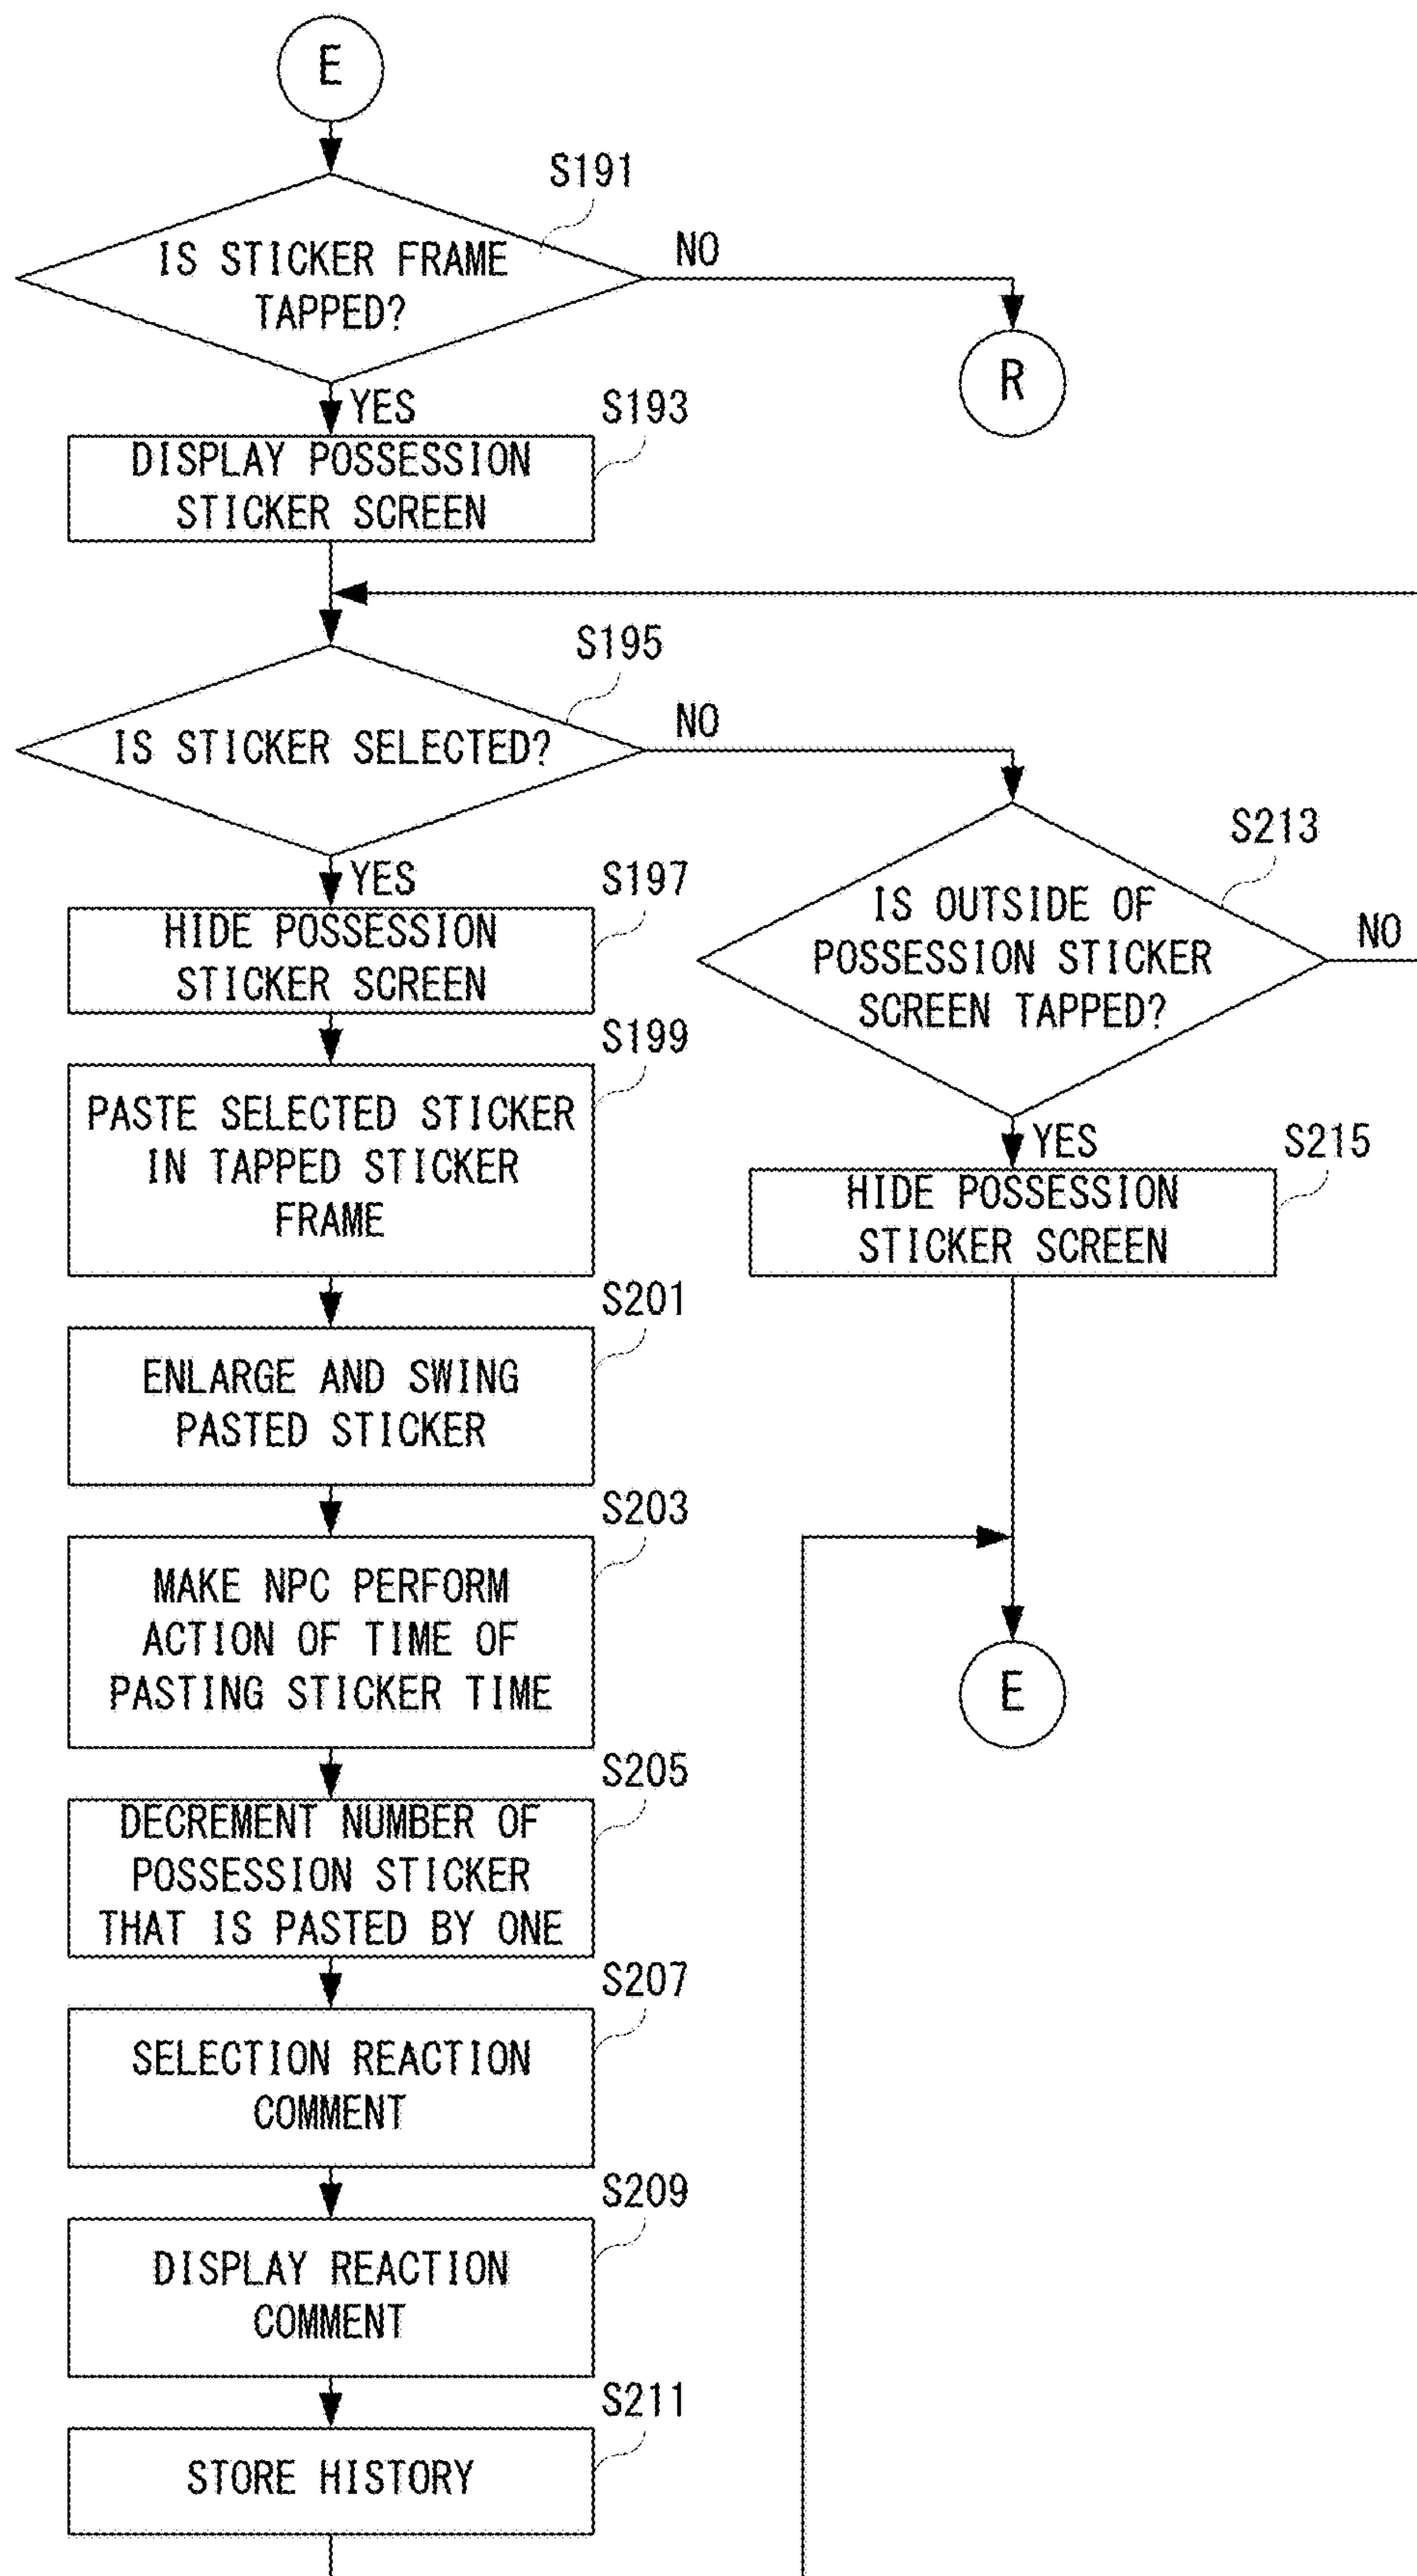 E
S191
IS STICKER FRAME
TAPPED?
NO
R
YES
S193
DISPLAY POSSESSION
STICKER SCREEN
S195
IS STICKER SELECTED?
NO
YES
S197
HIDE POSSESSION
STICKER SCREEN
S213
IS OUTSIDE OF
POSSESSION STICKER
SCREEN TAPPED?
NO
S199
PASTE SELECTED STICKER
IN TAPPED STICKER
FRAME
YES
S215
HIDE POSSESSION
STICKER SCREEN
S201
ENLARGE AND SWING
PASTED STICKER
S203
MAKE NPC PERFORM
ACTION OF TIME OF
PASTING STICKER TIME
E
S205
DECREMENT NUMBER OF
POSSESSION STICKER
THAT IS PASTED BY ONE
S207
SELECTION REACTION
COMMENT
S209
DISPLAY REACTION
COMMENT
S211
STORE HISTORY